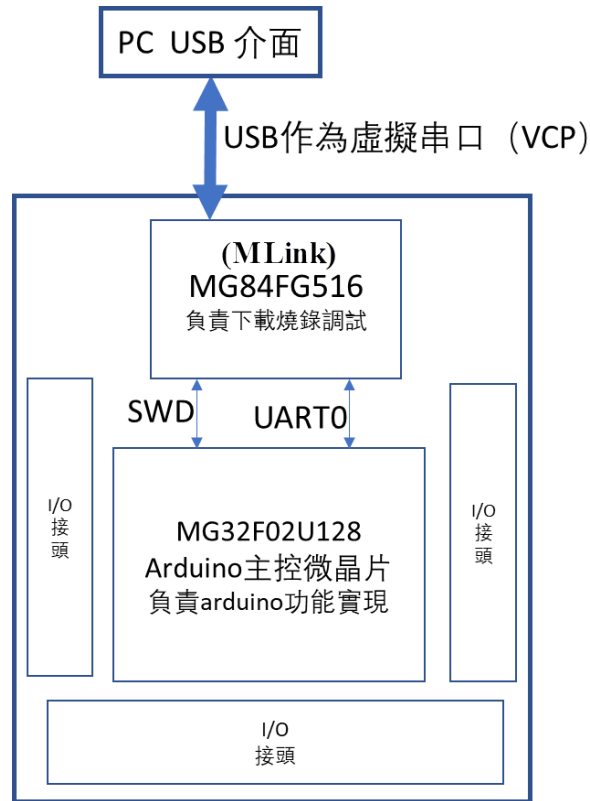 PC USB 介面
USB作為虛擬串口（VCP）
(MLink)
MG84FG516
負責下載燒錄調試
SWD
UART0
I/O
接
頭
MG32F02U128
Arduino主控微晶片
負責arduino功能實現
I/O
接
頭
I/O
接頭